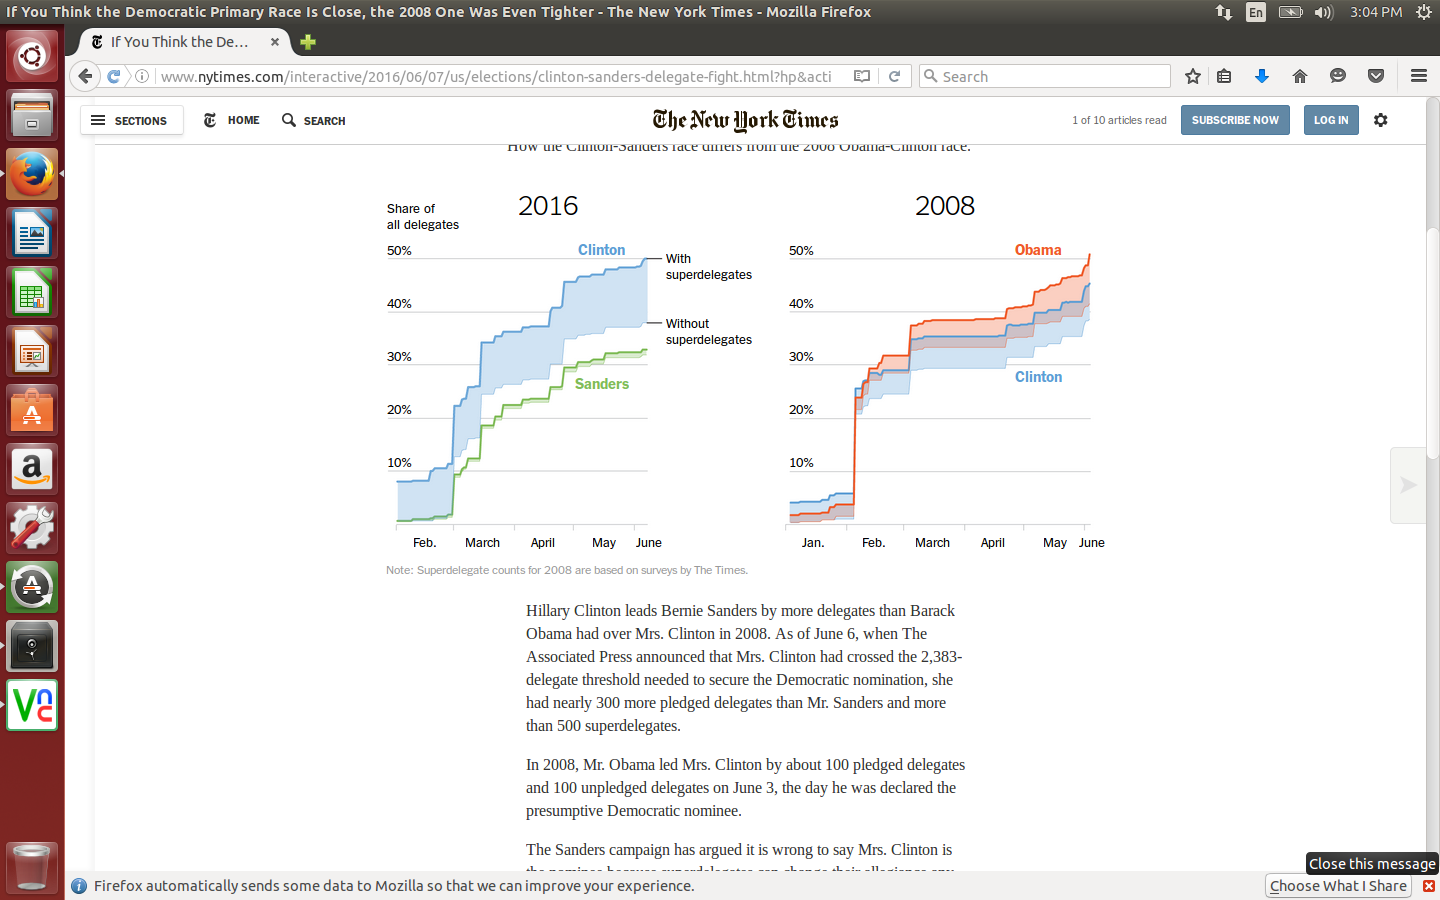 If You Think the Democratic Primary Race Is Close, the 2008 One Was Even Tighter - The New York Times - Mozilla Firefox
En
3:04 PM
If You Think the De...
www.nytimes.com/interactive/2016/06/07/us/elections/clinton-sanders-delegate-fight.html?hp&acti
Search
SECTIONS
HOME
SEARCH
The New York Times
1 of 10 articles read
SUBSCRIBE NOW
LOG IN
How the Clinton-Sanders race differs from the 2008 Obama-Clinton race.
Share of
all delegates
2016
50%
40%
30%
20%
10%
Clinton
With
superdelegates
Without
superdelegates
Sanders
Feb.
March
April
May
June
2008
50%
40%
30%
20%
10%
Obama
Clinton
Jan.
Feb.
March
April
May
June
Note: Superdelegate counts for 2008 are based on surveys by The Times.
Hillary Clinton leads Bernie Sanders by more delegates than Barack
Obama had over Mrs. Clinton in 2008. As of June 6, when The
Associated Press announced that Mrs. Clinton had crossed the 2,383-
delegate threshold needed to secure the Democratic nomination, she
had nearly 300 more pledged delegates than Mr. Sanders and more
than 500 superdelegates.
In 2008, Mr. Obama led Mrs. Clinton by about 100 pledged delegates
and 100 unpledged delegates on June 3, the day he was declared the
presumptive Democratic nominee.
The Sanders campaign has argued it is wrong to say Mrs. Clinton is
the nominee because superdelegates can change their allegiance any
Close this message
Firefox automatically sends some data to Mozilla so that we can improve your experience.
Choose What I Share